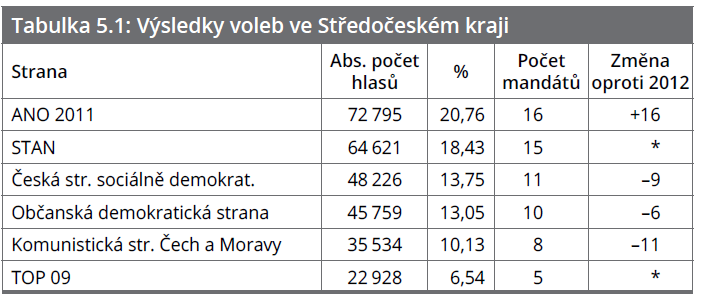 Tabulka 5.1: Výsledky voleb ve Středočeském kraji
Strana Abs. počet hlasů % Počet mandátů Změna oproti 2012
ANO 2011 72 795 20,76 16 +16
STAN 64 621 18,43 15 *
Česká str. sociálně demokrat. 48 226 13,75 11 –9
Občanská demokratická strana 45 759 13,05 10 –6
Komunistická str. Čech a Moravy 35 534 10,13 8 –11
TOP 09 22 928 6,54 5 *